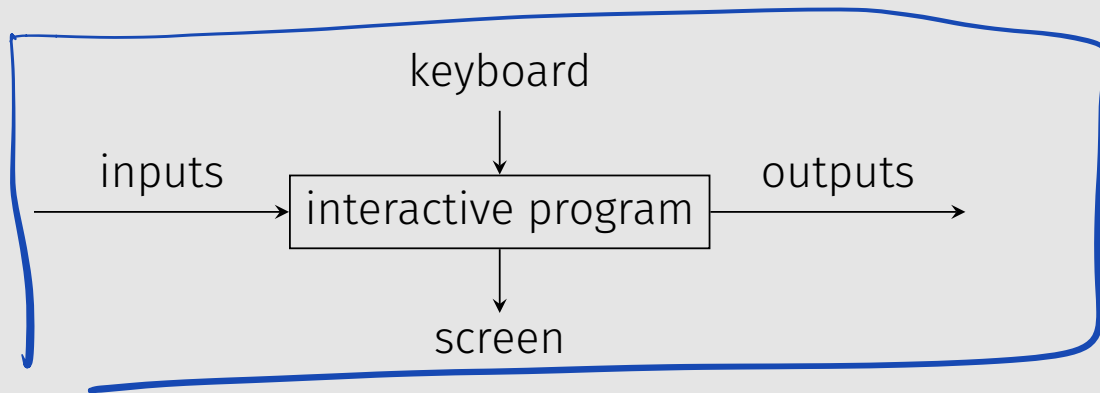 keyboard
inputs
outputs
interactive program
screen